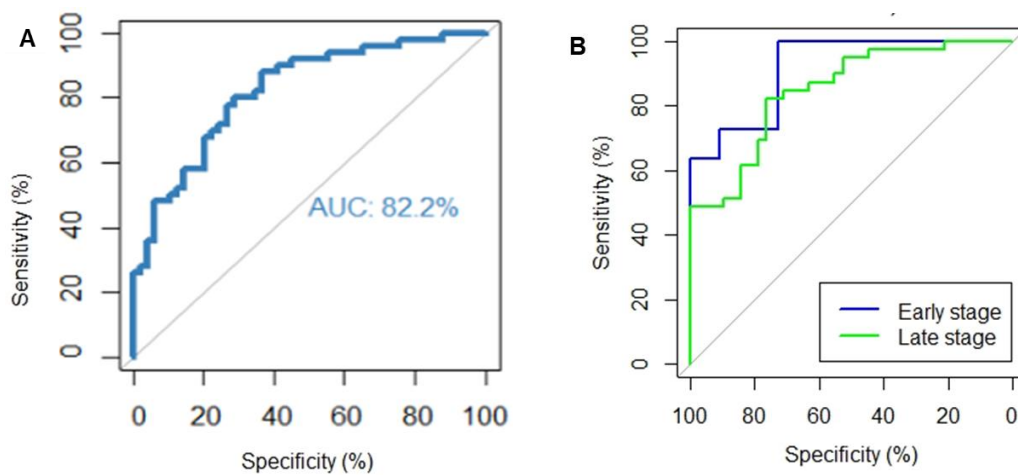 A
Sensitivity (%)
100
80
60
40
20
0
AUC: 82.2%
0 20 40 60 80 100
Specificity (%)
B
Sensitivity (%)
100
80
60
40
20
0
Early stage
Late stage
100 80 60 40 20 0
Specificity (%)